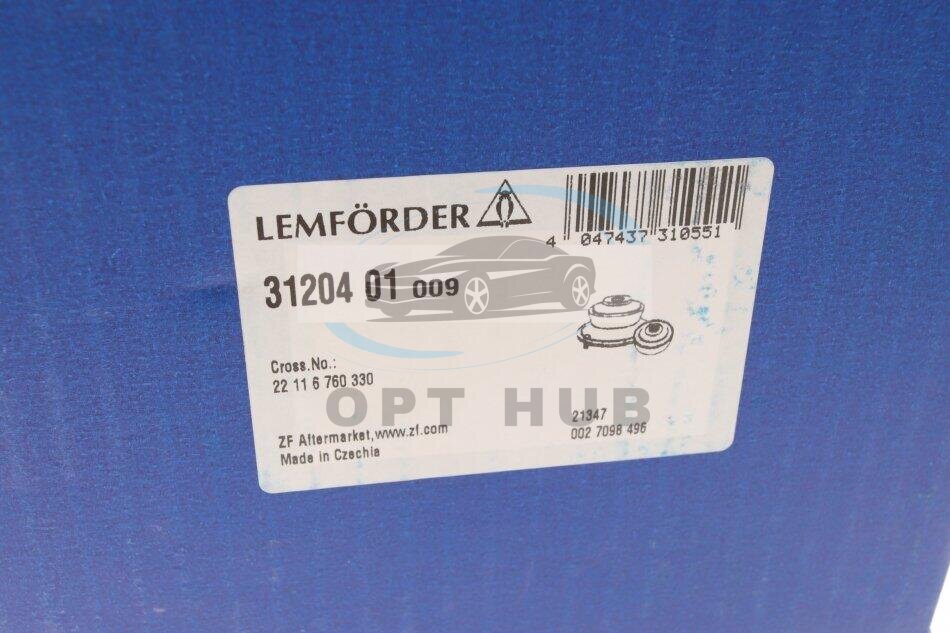 LEMFÖRDER
4 047437 310551
31204 01 009
Cross.No.:
22 11 6 760 330
OPT HUB
21347
ZF Aftermarket,www.zf.com
002 7098 496
Made in Czechia